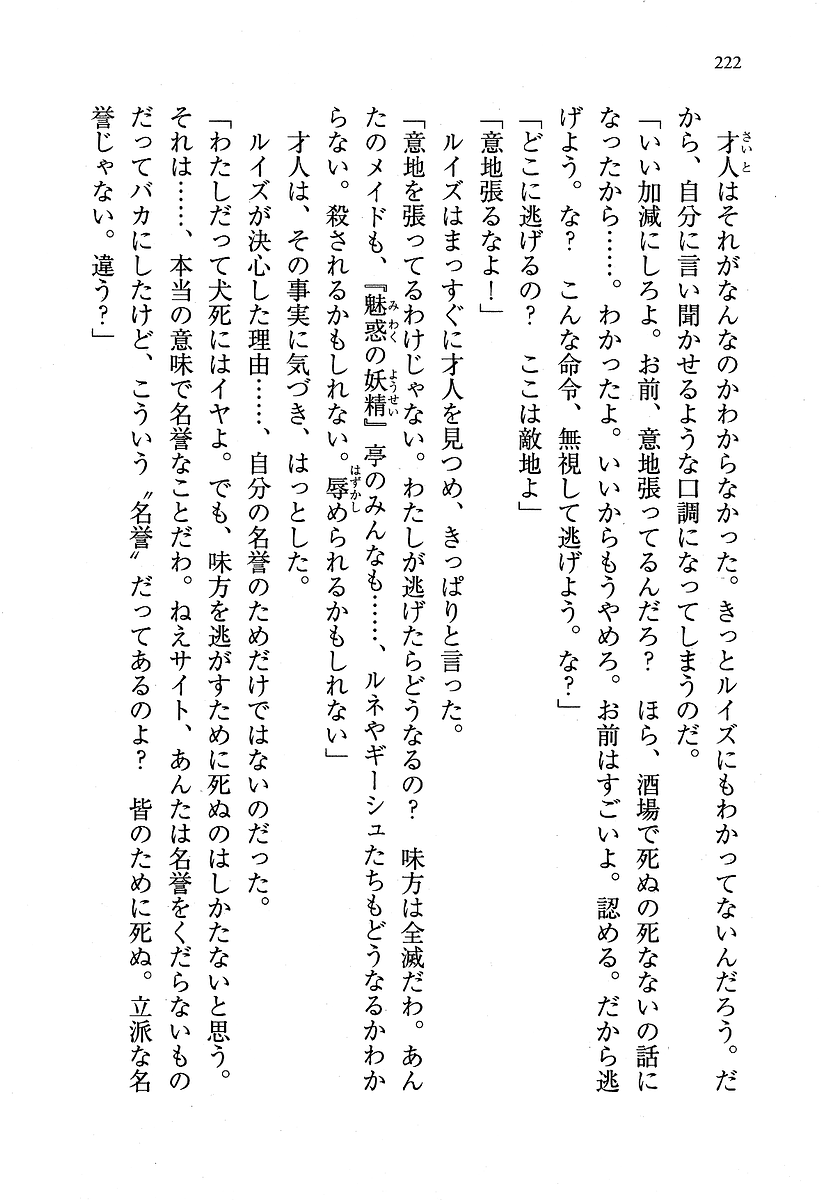 222
才人はそれがなんなのかわからなかった。きっとルイズにもわかってないんだろう。だ
から、自分に言い聞かせるような口調になってしまうのだ。
「いい加減にしろよ。お前、意地張ってるんだろ？　ほら、酒場で死ぬの死なないの話に
なったから……。わかったよ。いいからもうやめろ。お前はすごいよ。認める。だから逃
げよう。な？　こんな命令、無視して逃げよう。な？」
「どこに逃げるの？　ここは敵地よ」
「意地張るなよ！」
ルイズはまっすぐに才人を見つめ、きっぱりと言った。
「意地を張ってるわけじゃない。わたしが逃げたらどうなるの？　味方は全滅だわ。あん
たのメイドも、『魅惑の妖精』亭のみんなも……、ルネやギーシュたちもどうなるかわか
らない。殺されるかもしれない。辱められるかもしれない」
才人は、その事実に気づき、はっとした。
ルイズが決心した理由……、自分の名誉のためだけではないのだった。
「わたしだって犬死にはイヤよ。でも、味方を逃がすために死ぬのはしかたないと思う。
それは……、本当の意味で名誉なことだわ。ねえサイト、あんたは名誉をくだらないもの
だってバカにしたけど、こういう〝名誉〟だってあるのよ？　皆のために死ぬ。立派な名
誉じゃない。違う？」